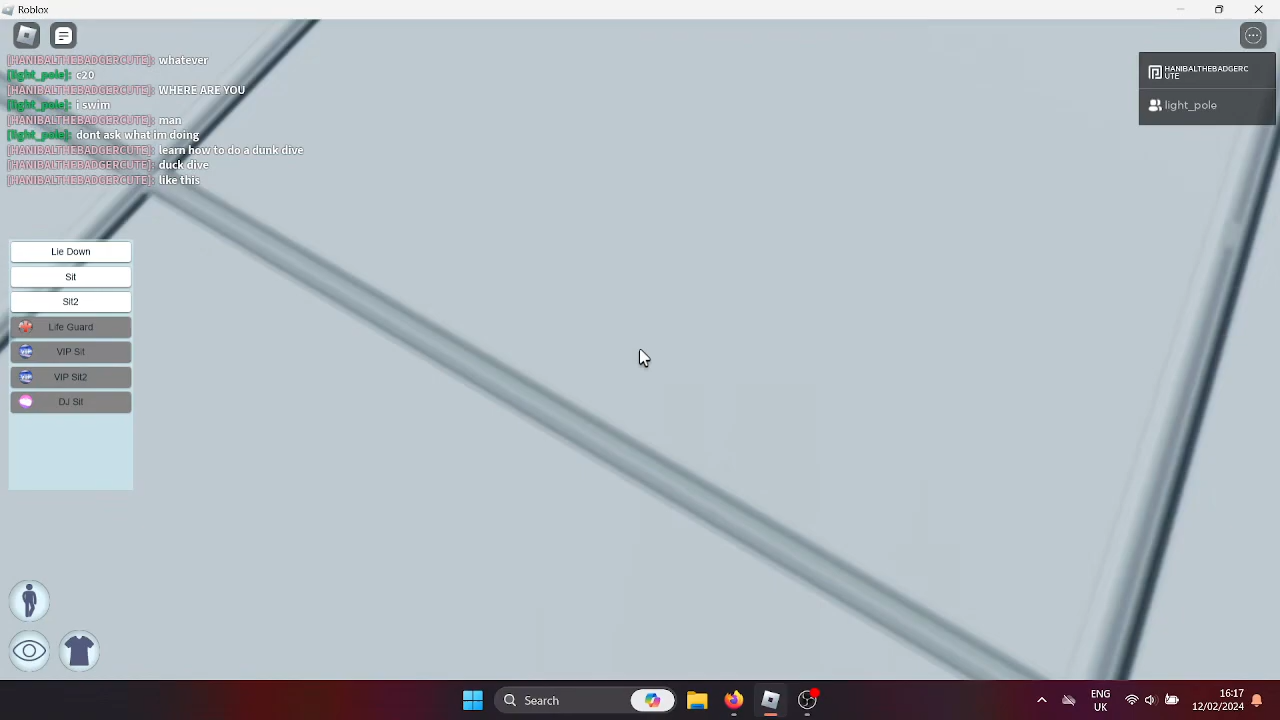 Roblox
[HANIBALTHEBADGERCUTE]: whatever
[light_pole]: c20
[HANIBALTHEBADGERCUTE]: WHERE ARE YOU
[light_pole]: i swim
[HANIBALTHEBADGERCUTE]: man
[light_pole]: dont ask what im doing
[HANIBALTHEBADGERCUTE]: learn how to do a dunk dive
[HANIBALTHEBADGERCUTE]: duck dive
[HANIBALTHEBADGERCUTE]: like this
HANIBALTHEBADGERC
UTE
light_pole
Lie Down
Sit
Sit2
Life Guard
VIP Sit
VIP Sit2
DJ Sit
Search
ENG
UK
16:17
12/02/2024